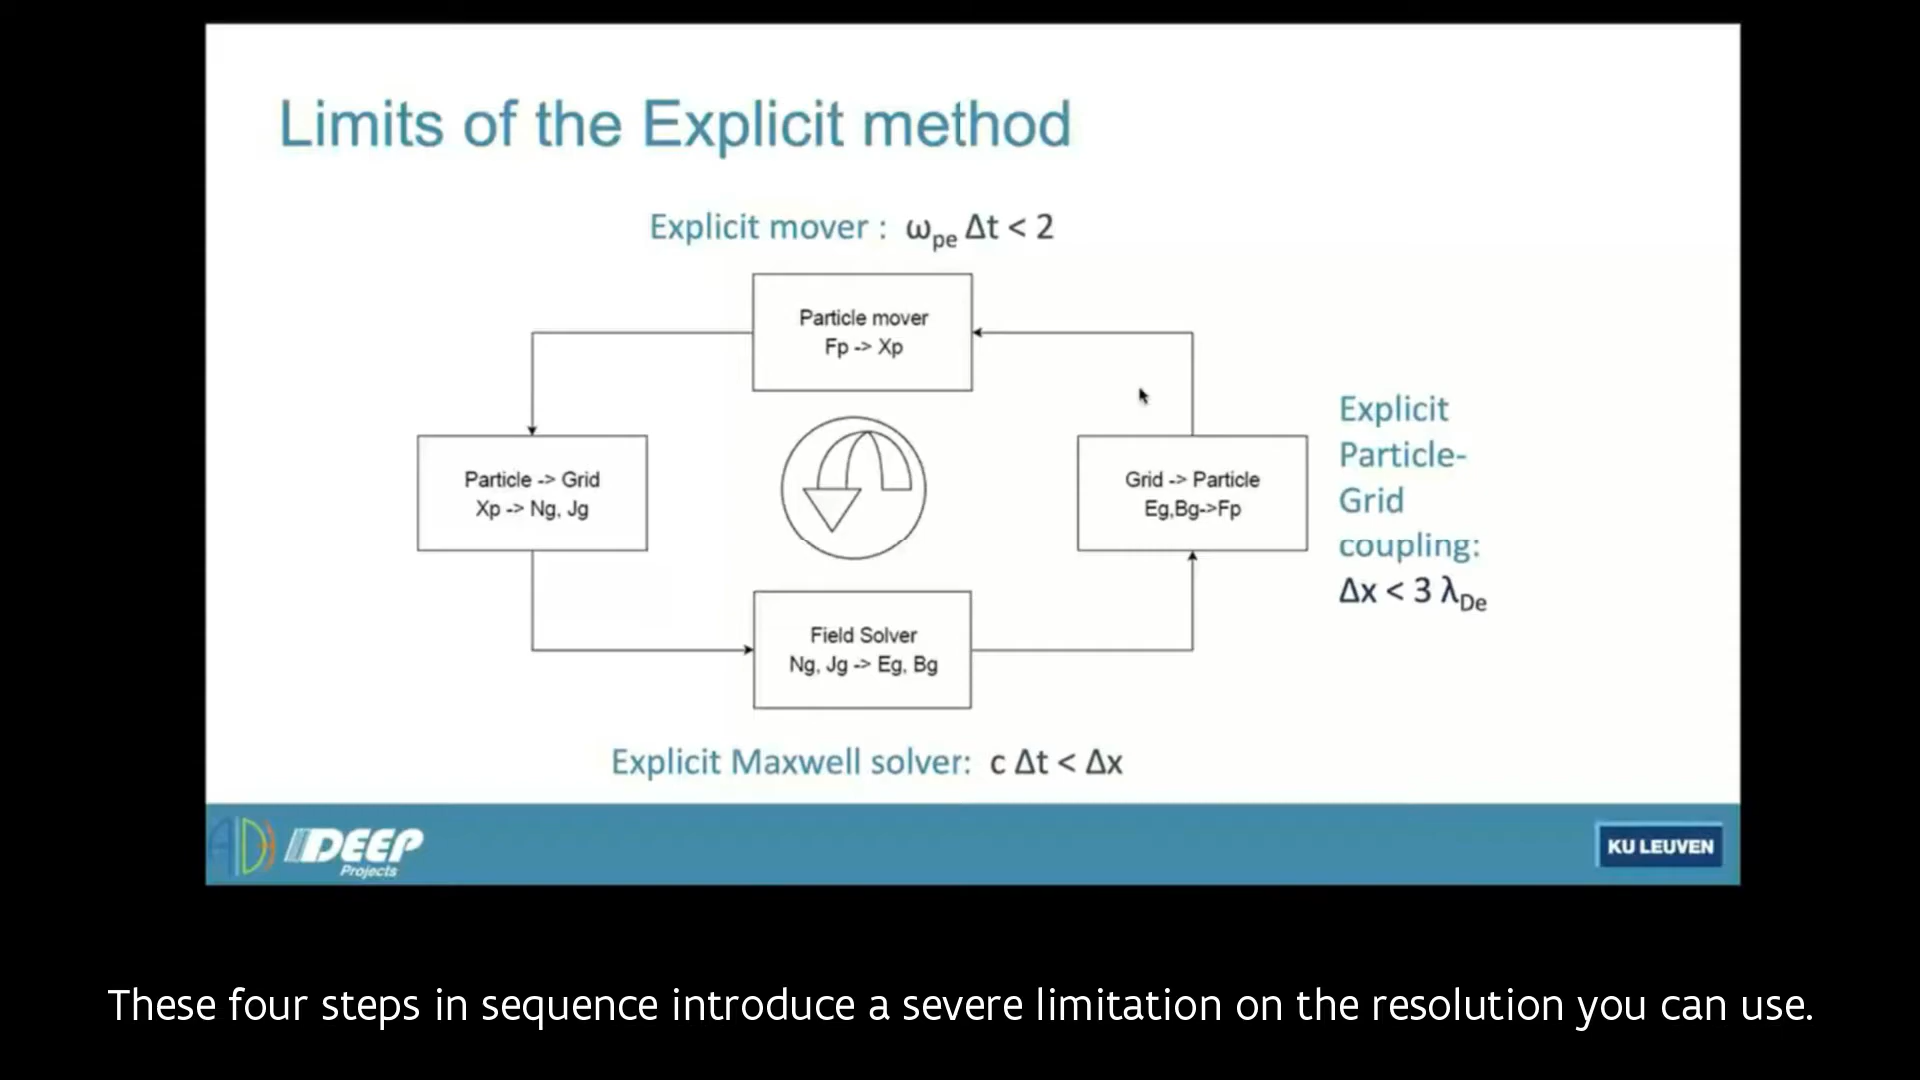 Limits of the Explicit method
Explicit mover : ωpe Δt < 2
Particle mover
Fp -> Xp
Particle -> Grid
Xp -> Ng, Jg
Grid -> Particle
Eg,Bg->Fp
Explicit
Particle-
Grid
coupling:
Δx < 3 λDe
Field Solver
Ng, Jg -> Eg, Bg
Explicit Maxwell solver: c Δt < Δx
DEEP
Projects
KU LEUVEN
These four steps in sequence introduce a severe limitation on the resolution you can use.